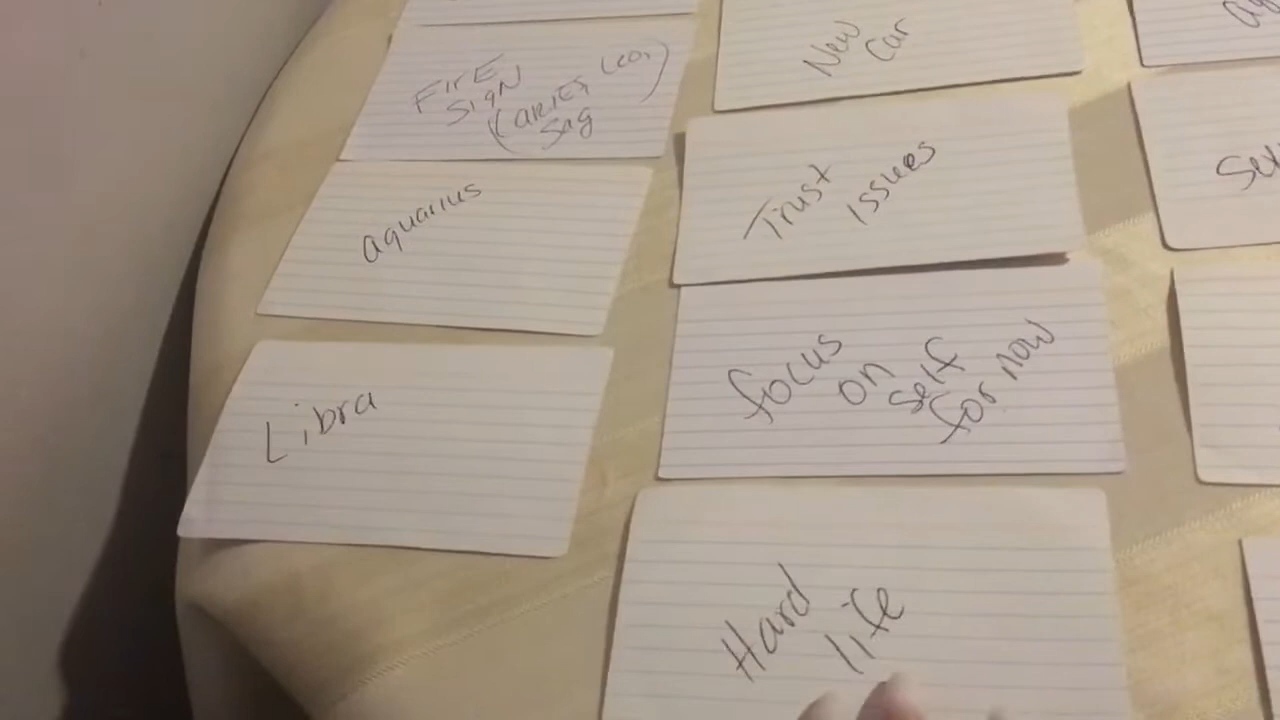 FirE
SigN
(ARIES, LEO,
Sag)
aquarius
Libra
New
Car
Trust
Issues
focus
on
self
for now
Hard
life